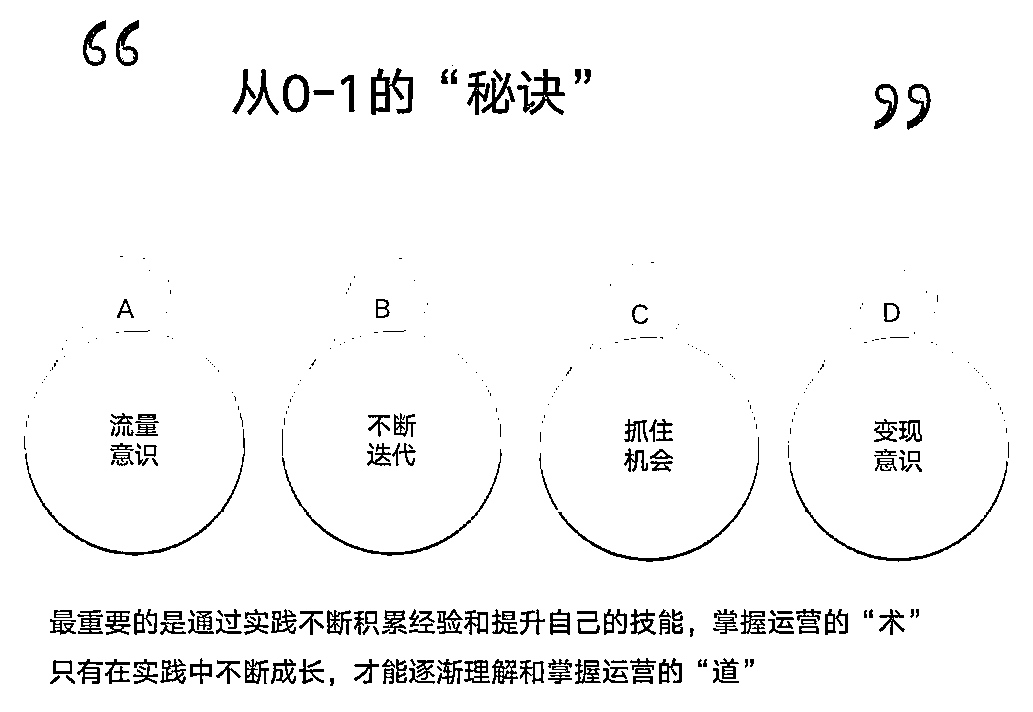 从0-1的“秘诀”
A
B
C
D
流量
意识
不断
迭代
抓住
机会
变现
意识
最重要的是通过实践不断积累经验和提升自己的技能，掌握运营的“术”
只有在实践中不断成长，才能逐渐理解和掌握运营的“道”